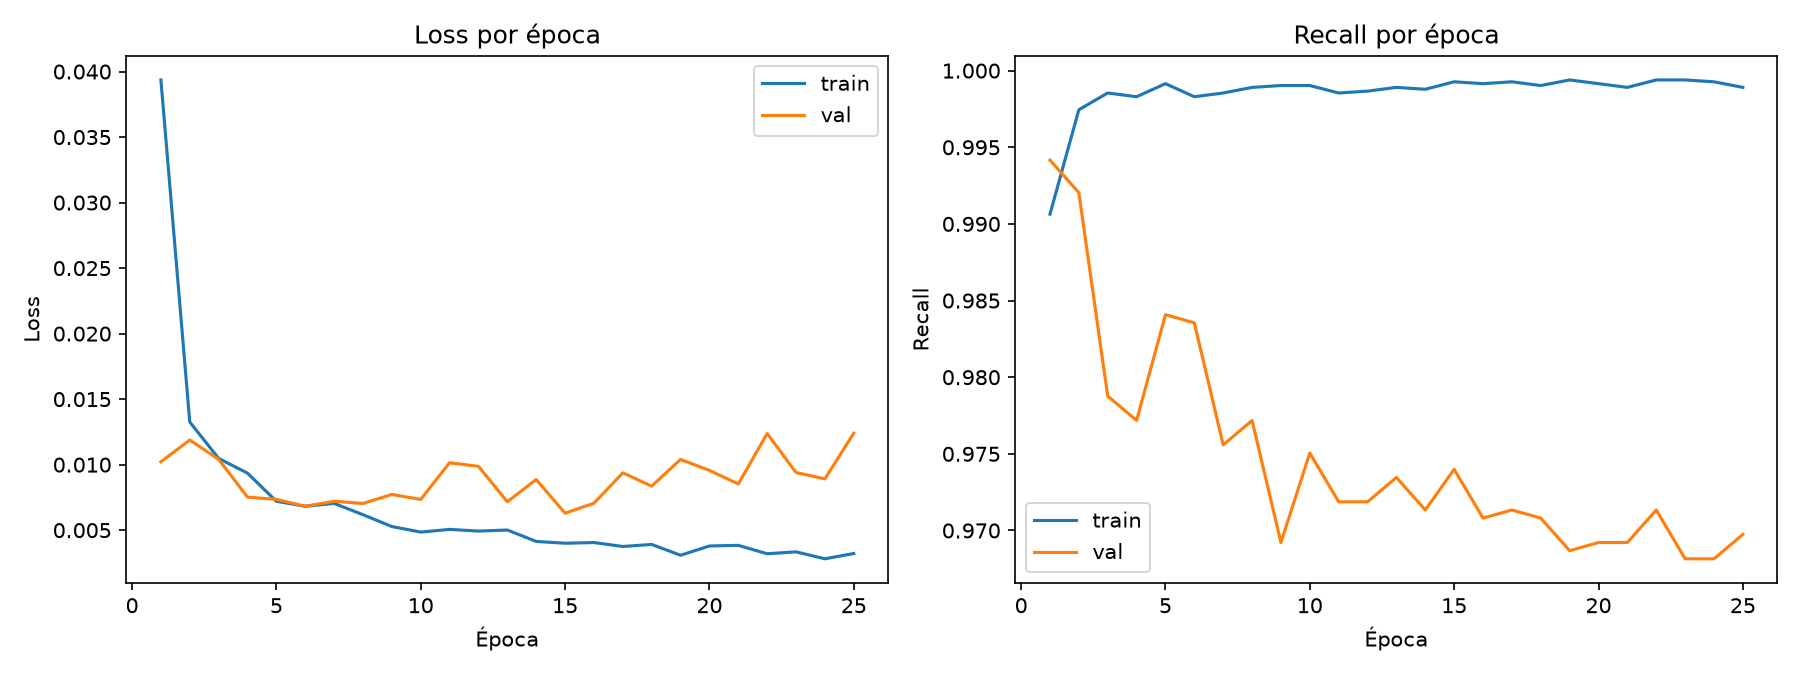 Loss por época
0.040
0.035
0.030
0.025
0.020
0.015
0.010
0.005
Loss
train
val
0 5 10 15 20 25
Época
Recall por época
1.000
0.995
0.990
0.985
0.980
0.975
0.970
Recall
train
val
0 5 10 15 20 25
Época